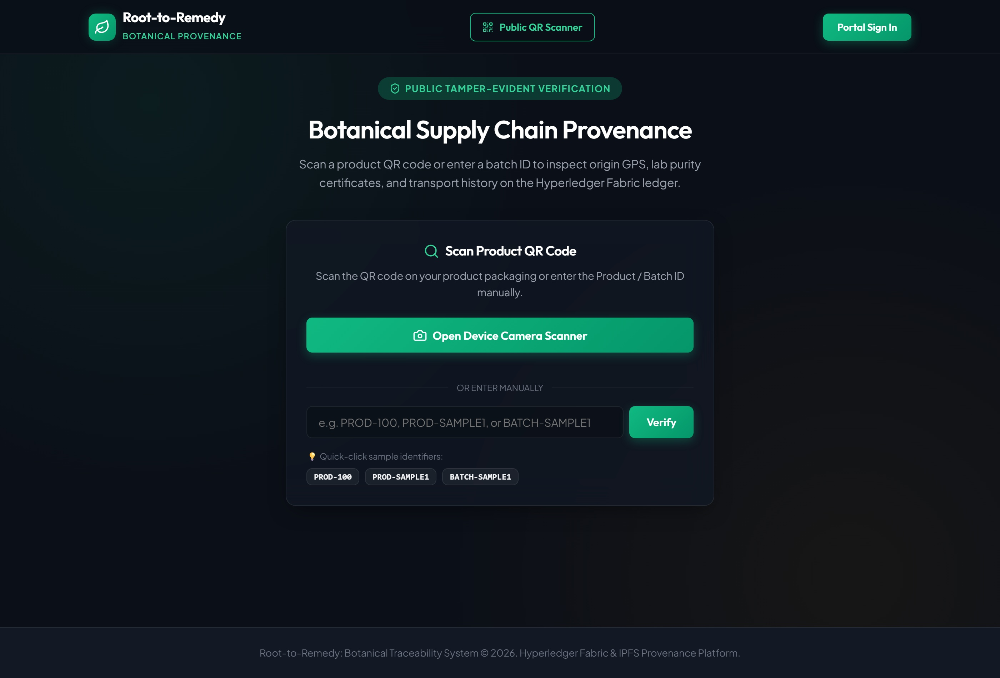 Root-to-Remedy
BOTANICAL PROVENANCE
Public QR Scanner
Portal Sign In
PUBLIC TAMPER-EVIDENT VERIFICATION
Botanical Supply Chain Provenance
Scan a product QR code or enter a batch ID to inspect origin GPS, lab purity
certificates, and transport history on the Hyperledger Fabric ledger.
Scan Product QR Code
Scan the QR code on your product packaging or enter the Product / Batch ID
manually.
Open Device Camera Scanner
OR ENTER MANUALLY
e.g. PROD-100, PROD-SAMPLE1, or BATCH-SAMPLE1
Verify
💡 Quick-click sample identifiers:
PROD-100
PROD-SAMPLE1
BATCH-SAMPLE1
Root-to-Remedy: Botanical Traceability System © 2026. Hyperledger Fabric & IPFS Provenance Platform.